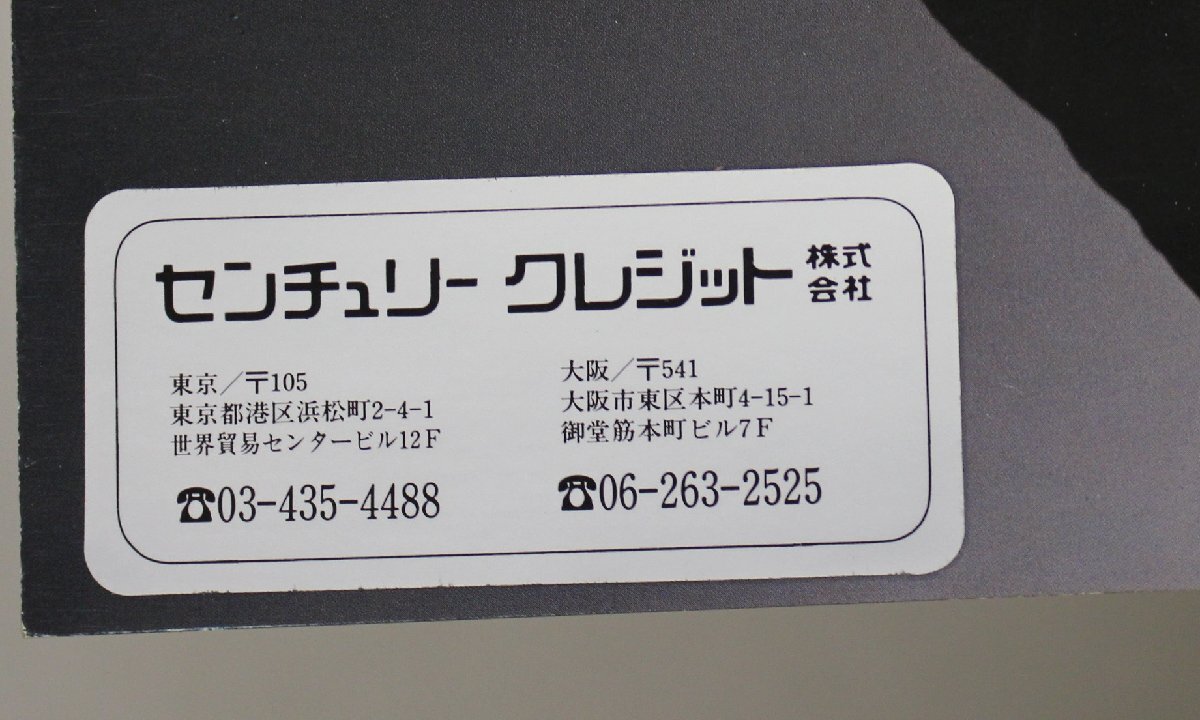 センチュリー クレジット 株式会社
東京／〒105
東京都港区浜松町2-4-1
世界貿易センタービル12F
☎03-435-4488
大阪／〒541
大阪市東区本町4-15-1
御堂筋本町ビル7F
☎06-263-2525